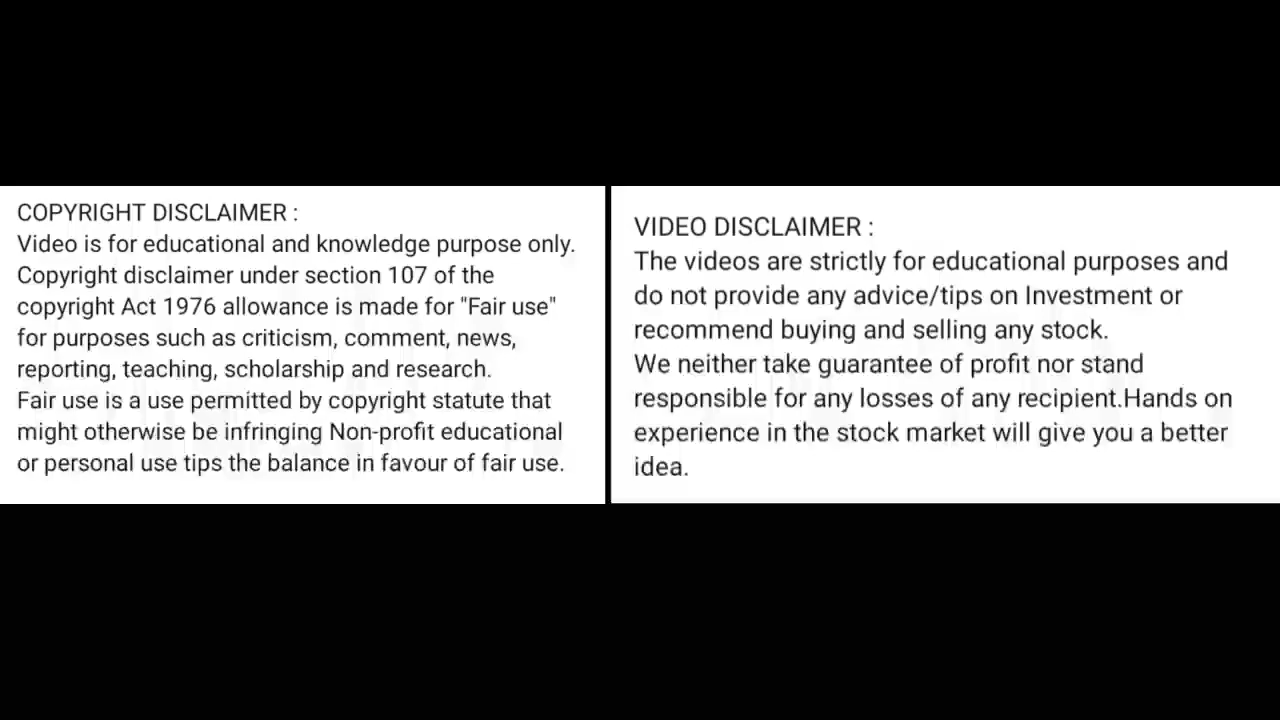 COPYRIGHT DISCLAIMER :
Video is for educational and knowledge purpose only.
Copyright disclaimer under section 107 of the
copyright Act 1976 allowance is made for "Fair use"
for purposes such as criticism, comment, news,
reporting, teaching, scholarship and research.
Fair use is a use permitted by copyright statute that
might otherwise be infringing Non-profit educational
or personal use tips the balance in favour of fair use.
VIDEO DISCLAIMER :
The videos are strictly for educational purposes and
do not provide any advice/tips on Investment or
recommend buying and selling any stock.
We neither take guarantee of profit nor stand
responsible for any losses of any recipient.Hands on
experience in the stock market will give you a better
idea.